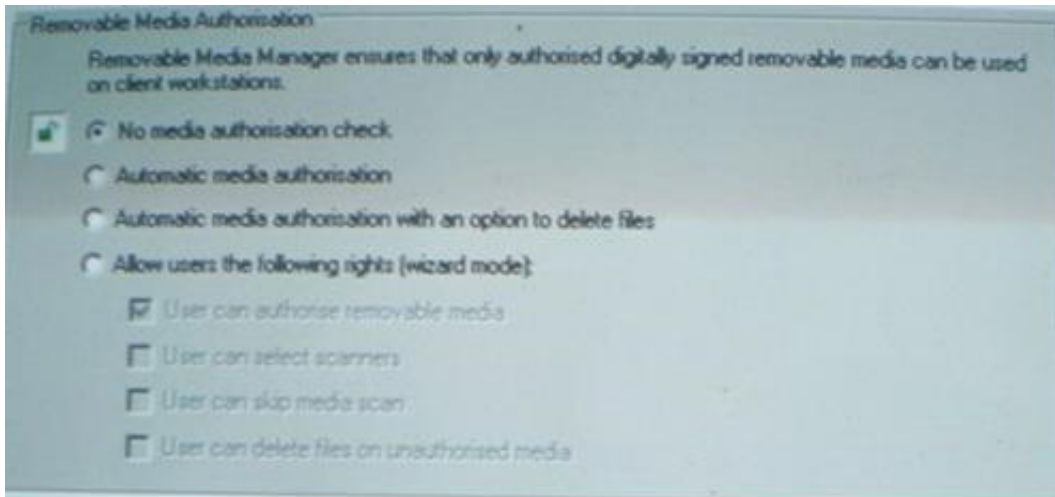 Removable Media Authorisation
Removable Media Manager ensures that only authorised digitally signed removable media can be used
on client workstations.
No media authorisation check
Automatic media authorisation
Automatic media authorisation with an option to delete files
Allow users the following rights (wizard mode):
User can authorise removable media
User can select scanners
User can skip media scan
User can delete files on unauthorised media